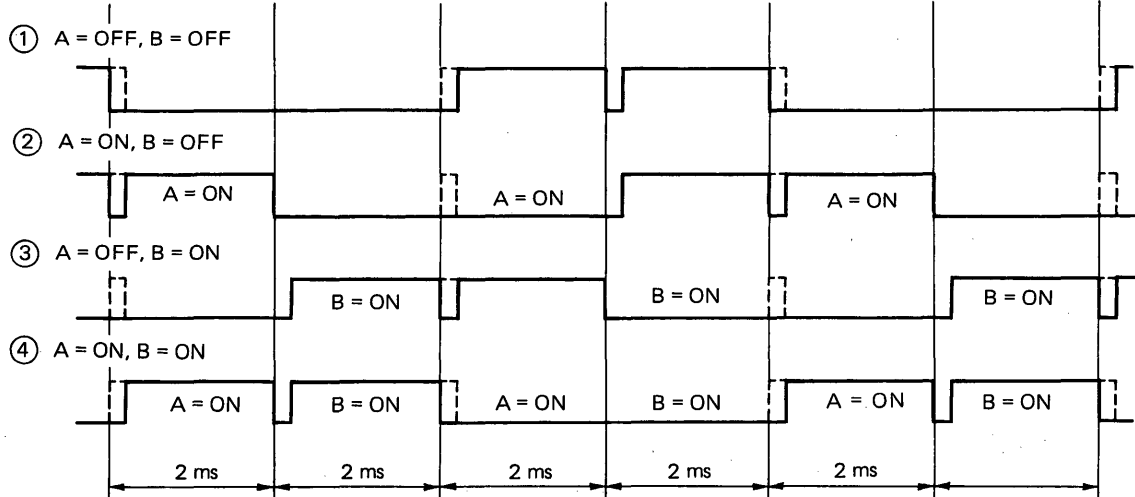 ① A = OFF, B = OFF
② A = ON, B = OFF
A = ON A = ON A = ON
③ A = OFF, B = ON
B = ON B = ON B = ON
④ A = ON, B = ON
A = ON B = ON A = ON B = ON A = ON B = ON
2 ms 2 ms 2 ms 2 ms 2 ms